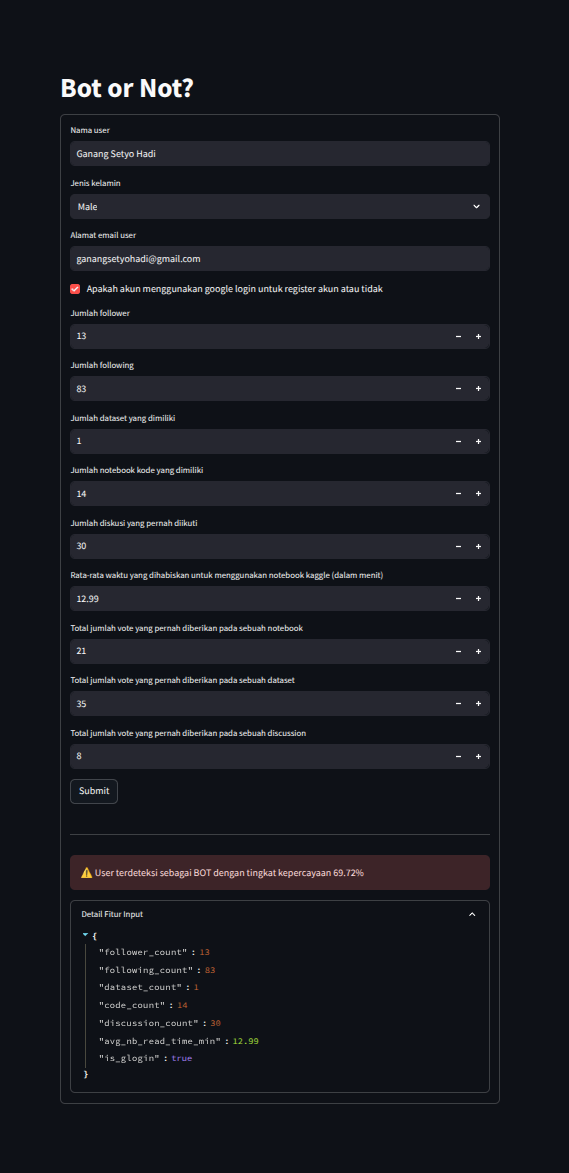 Bot or Not?
Nama user
Ganang Setyo Hadi
Jenis kelamin
Male
Alamat email user
ganangsetyohadi@gmail.com
Apakah akun menggunakan google login untuk register akun atau tidak
Jumlah follower
13
Jumlah following
83
Jumlah dataset yang dimiliki
1
Jumlah notebook kode yang dimiliki
14
Jumlah diskusi yang pernah diikuti
30
Rata-rata waktu yang dihabiskan untuk menggunakan notebook kaggle (dalam menit)
12.99
Total jumlah vote yang pernah diberikan pada sebuah notebook
21
Total jumlah vote yang pernah diberikan pada sebuah dataset
35
Total jumlah vote yang pernah diberikan pada sebuah discussion
8
Submit
⚠️ User terdeteksi sebagai BOT dengan tingkat kepercayaan 69.72%
Detail Fitur Input
{
"follower_count" : 13
"following_count" : 83
"dataset_count" : 1
"code_count" : 14
"discussion_count" : 30
"avg_nb_read_time_min" : 12.99
"is_glogin" : true
}